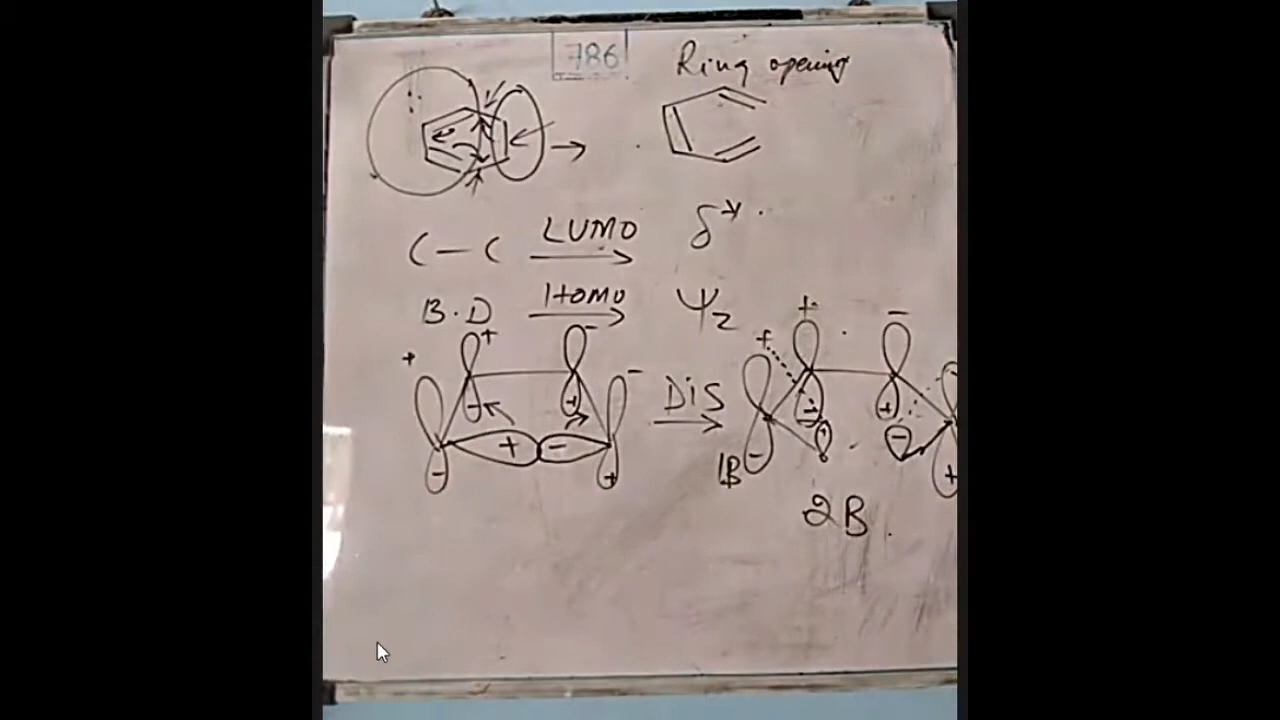 786
Ring opening
C — C LUMO → δ*
B.D Homo → Ψ2
+ + - -
- - + +
+ -
DIS →
+ + -
- - + +
+ -
1B
2B